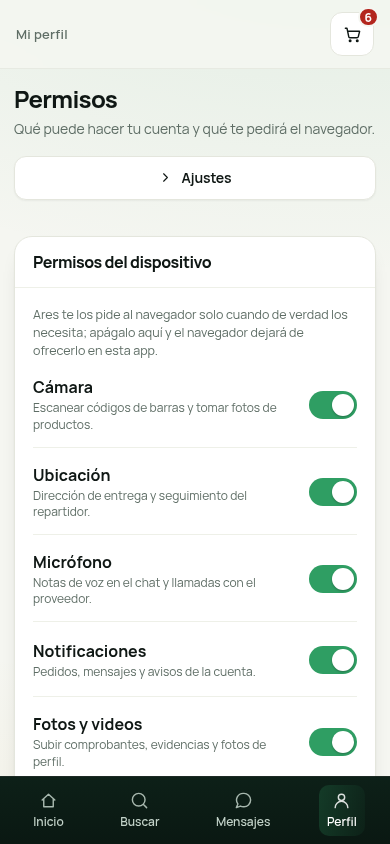 Mi perfil
6
Permisos
Qué puede hacer tu cuenta y qué te pedirá el navegador.
Ajustes
Permisos del dispositivo
Ares te los pide al navegador solo cuando de verdad los
necesita; apágalo aquí y el navegador dejará de
ofrecerlo en esta app.
Cámara
Escanear códigos de barras y tomar fotos de
productos.
Ubicación
Dirección de entrega y seguimiento del
repartidor.
Micrófono
Notas de voz en el chat y llamadas con el
proveedor.
Notificaciones
Pedidos, mensajes y avisos de la cuenta.
Fotos y videos
Subir comprobantes, evidencias y fotos de
perfil.
Inicio
Buscar
Mensajes
Perfil